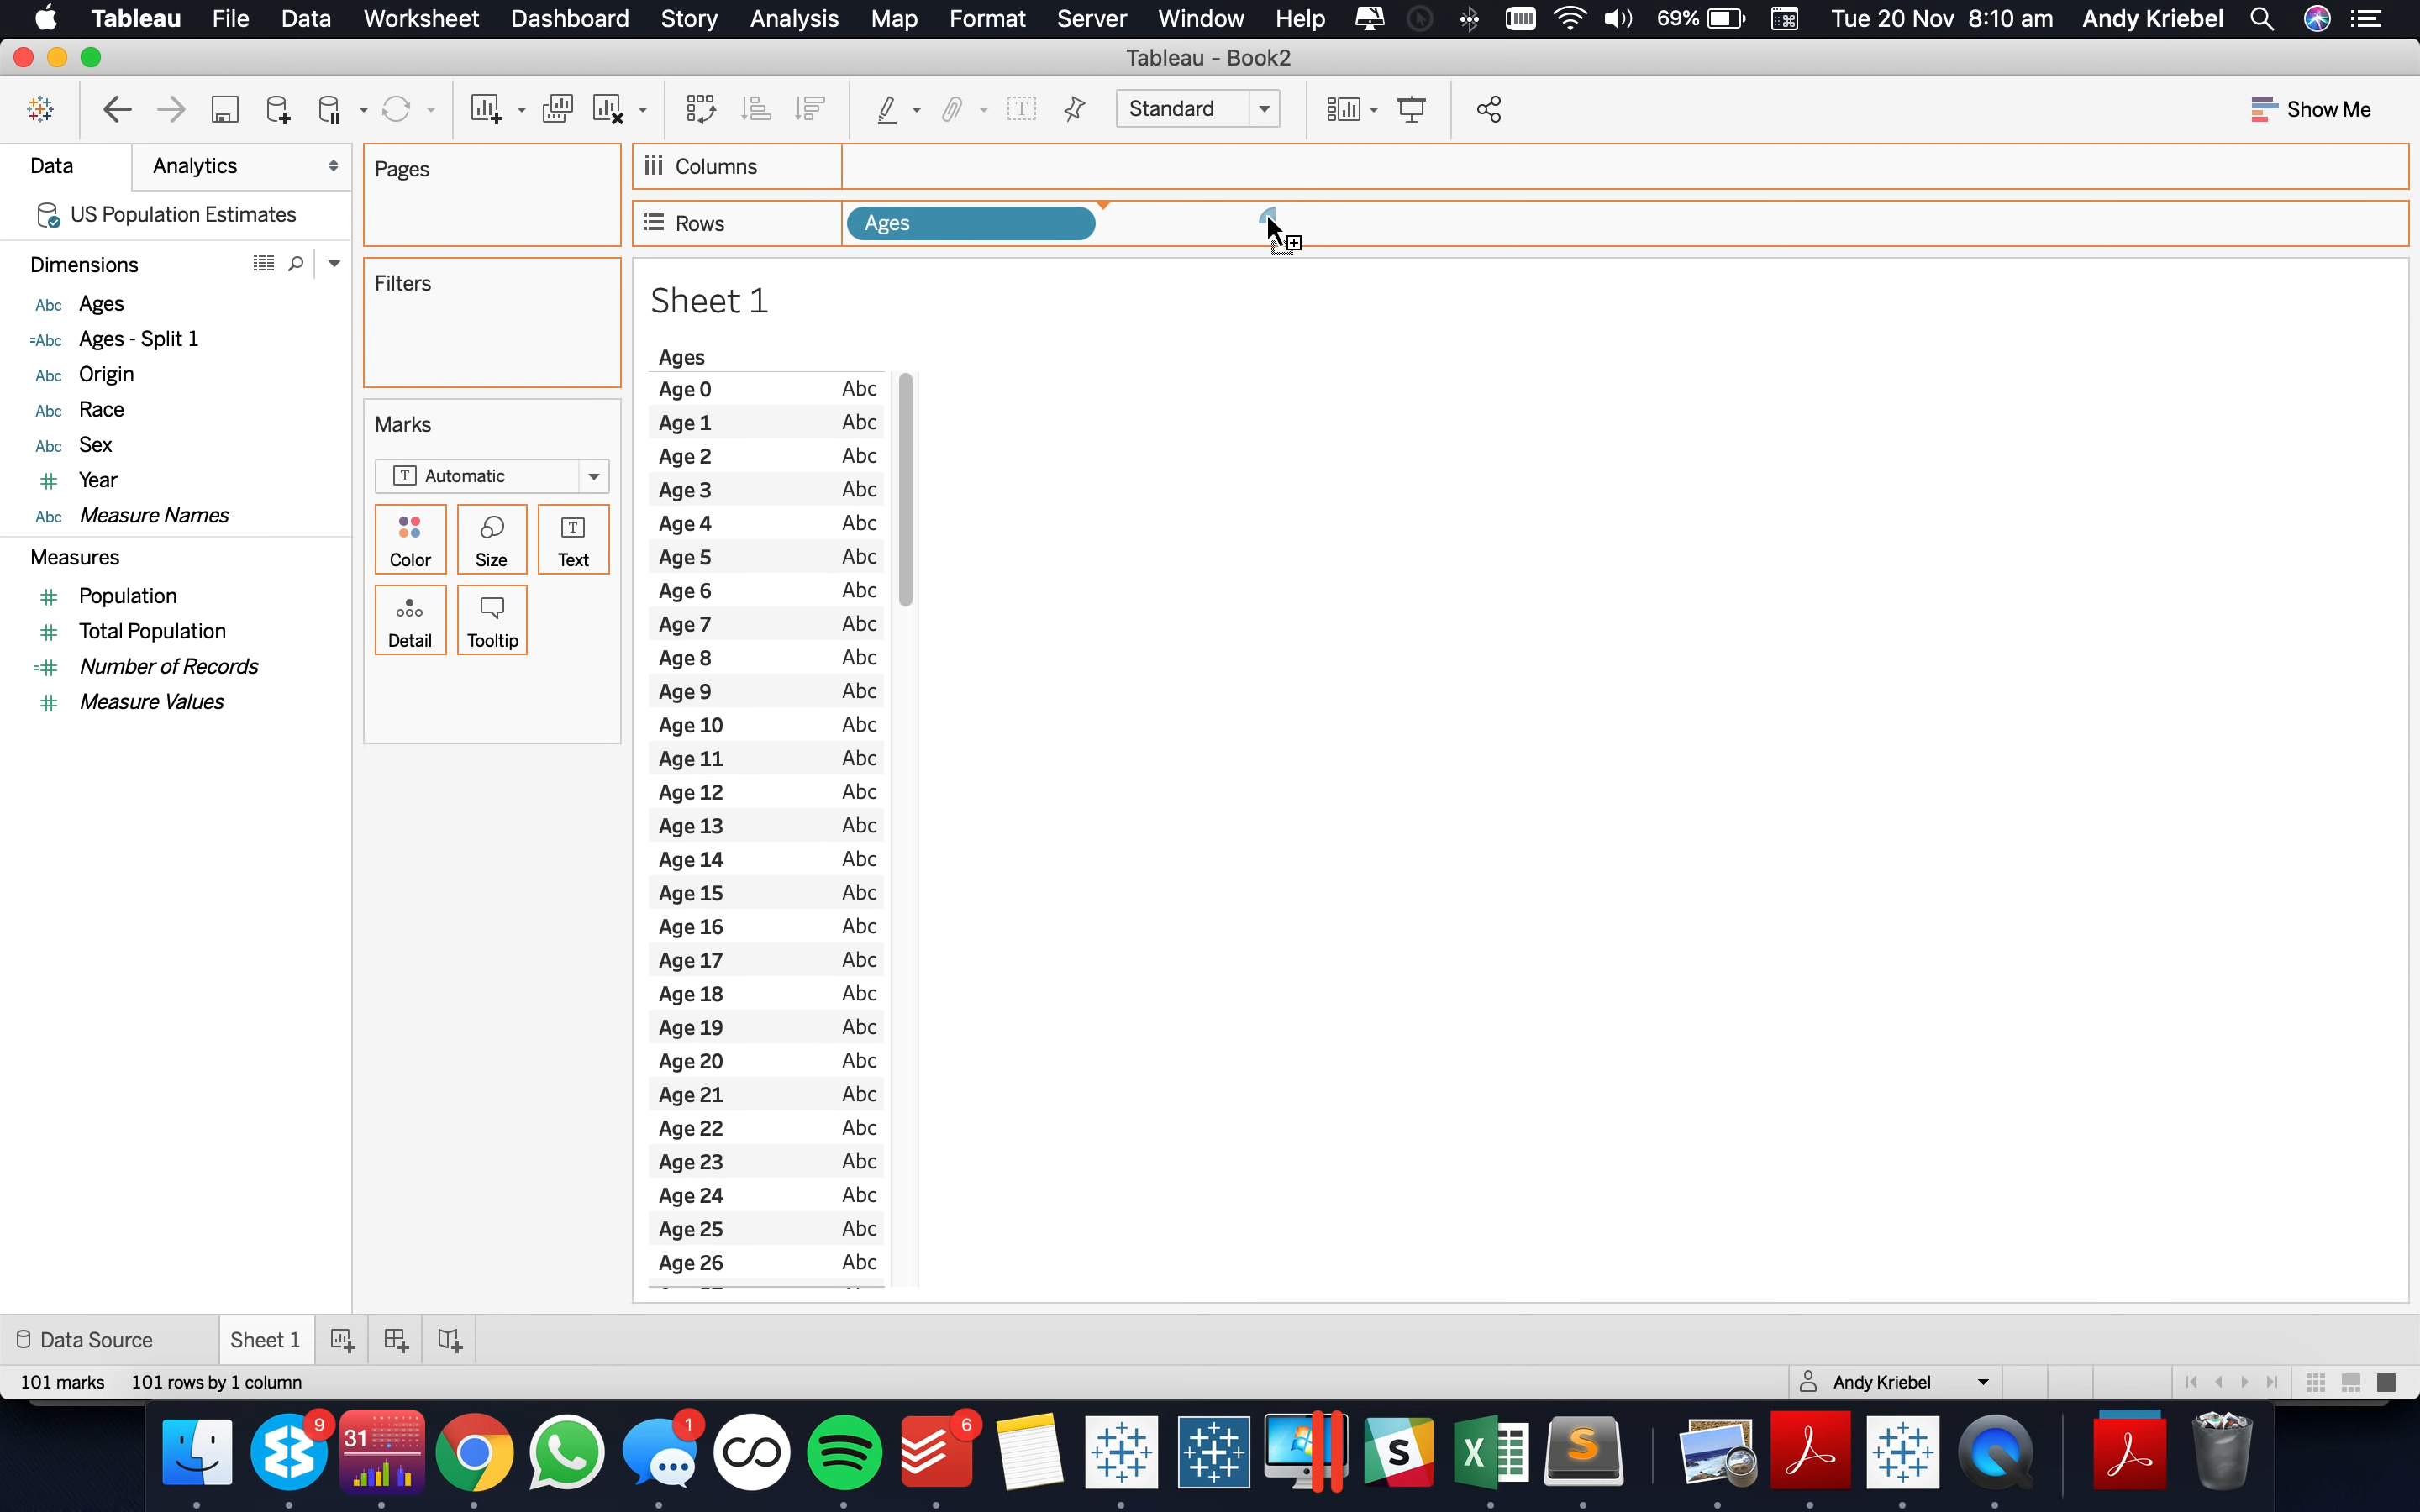 Tableau File Data Worksheet Dashboard Story Analysis Map Format Server Window Help 69% Tue 20 Nov 8:10 am Andy Kriebel
Tableau - Book2
Standard Show Me
Data Analytics
Pages
Columns
US Population Estimates
Rows Ages
Dimensions
Filters
Abc Ages
=Abc Ages - Split 1
Abc Origin
Abc Race
Abc Sex
# Year
Abc Measure Names
Measures
# Population
# Total Population
=# Number of Records
# Measure Values
Marks
T Automatic
Color Size T Text
Detail Tooltip
Sheet 1
Ages
Age 0 Abc
Age 1 Abc
Age 2 Abc
Age 3 Abc
Age 4 Abc
Age 5 Abc
Age 6 Abc
Age 7 Abc
Age 8 Abc
Age 9 Abc
Age 10 Abc
Age 11 Abc
Age 12 Abc
Age 13 Abc
Age 14 Abc
Age 15 Abc
Age 16 Abc
Age 17 Abc
Age 18 Abc
Age 19 Abc
Age 20 Abc
Age 21 Abc
Age 22 Abc
Age 23 Abc
Age 24 Abc
Age 25 Abc
Age 26 Abc
Data Source Sheet 1
101 marks 101 rows by 1 column Andy Kriebel
9 31 1 6 S X S